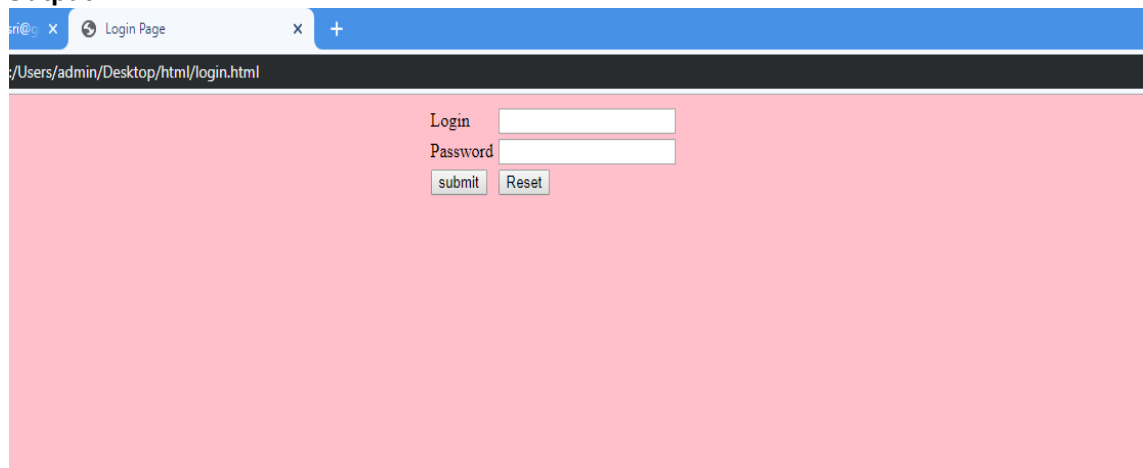 sri@g × Login Page × +
:/Users/admin/Desktop/html/login.html
Login
Password
submit Reset